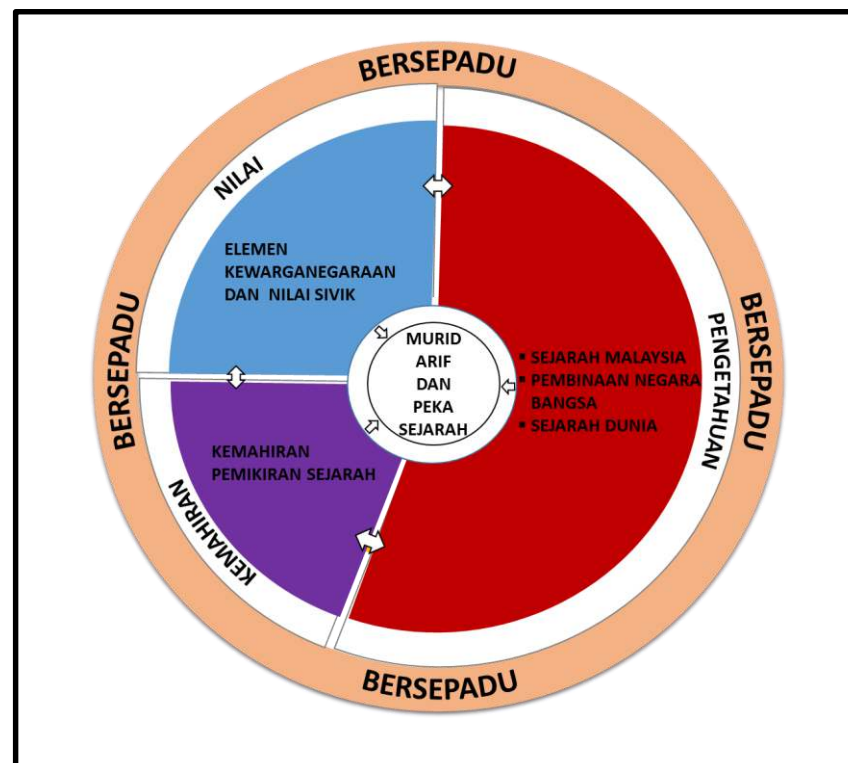 BERSEPADU
NILAI
ELEMEN
KEWARGANEGARAAN
DAN NILAI SIVIK
BERSEPADU
MURID
ARIF
DAN
PEKA
SEJARAH
▪ SEJARAH MALAYSIA
▪ PEMBINAAN NEGARA
BANGSA
▪ SEJARAH DUNIA
PENGETAHUAN
BERSEPADU
KEMAHIRAN
PEMIKIRAN SEJARAH
KEMAHIRAN
BERSEPADU